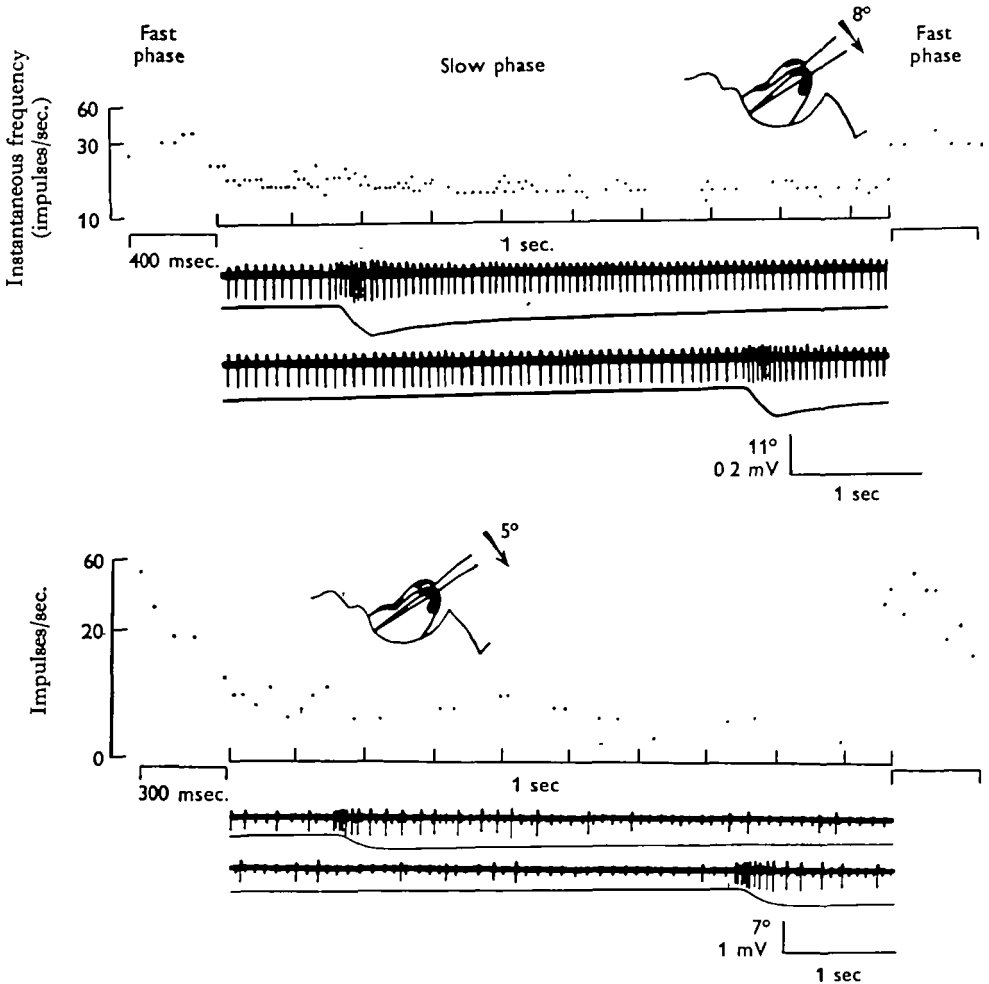 Fast
phase
Slow phase
8°
Fast
phase
Instantaneous frequency
(impulses/sec.)
60
30
10
400 msec.
1 sec.
11°
0 2 mV
1 sec
5°
Impulses/sec.
60
20
0
300 msec.
1 sec
7°
1 mV
1 sec